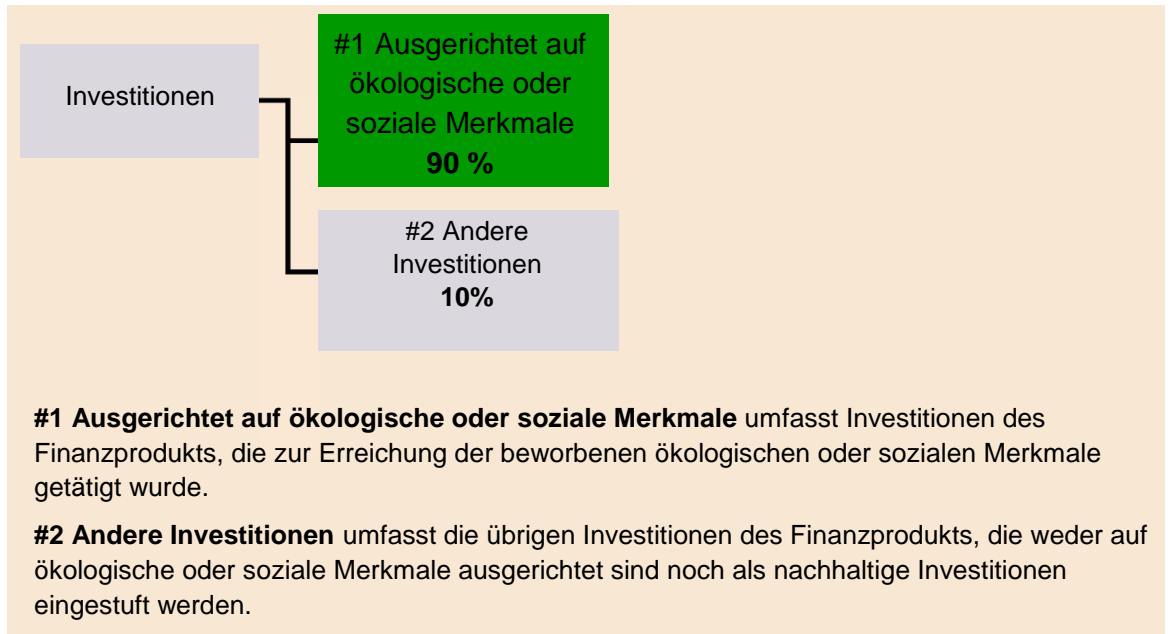 Investitionen
#1 Ausgerichtet auf
ökologische oder
soziale Merkmale
90 %
#2 Andere
Investitionen
10%
#1 Ausgerichtet auf ökologische oder soziale Merkmale umfasst Investitionen des
Finanzprodukts, die zur Erreichung der beworbenen ökologischen oder sozialen Merkmale
getätigt wurde.
#2 Andere Investitionen umfasst die übrigen Investitionen des Finanzprodukts, die weder auf
ökologische oder soziale Merkmale ausgerichtet sind noch als nachhaltige Investitionen
eingestuft werden.